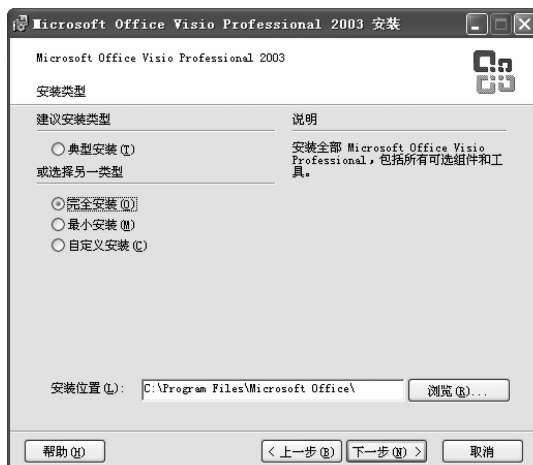 Microsoft Office Visio Professional 2003 安装
Microsoft Office Visio Professional 2003
安装类型
建议安装类型
典型安装(T)
或选择另一类型
完全安装(O)
最小安装(M)
自定义安装(C)
说明
安装全部 Microsoft Office Visio
Professional，包括所有可选组件和工
具。
安装位置(L):
C:\Program Files\Microsoft Office\
浏览(R)...
帮助(H)
< 上一步(B)
下一步(N) >
取消